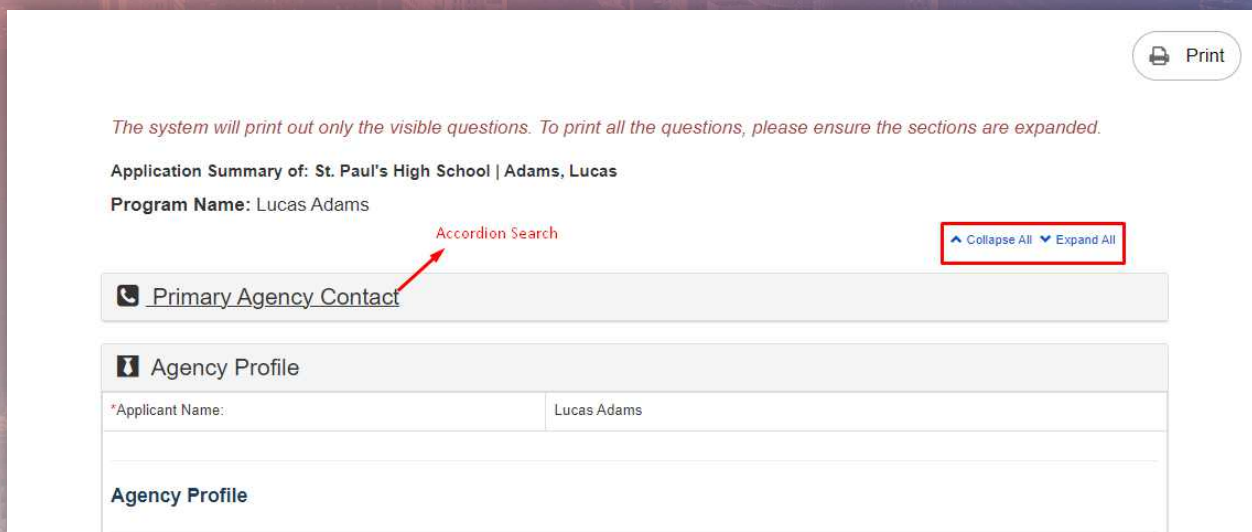 Print
The system will print out only the visible questions. To print all the questions, please ensure the sections are expanded.
Application Summary of: St. Paul's High School | Adams, Lucas
Program Name: Lucas Adams
Accordion Search
Collapse All Expand All
Primary Agency Contact
Agency Profile
*Applicant Name: Lucas Adams
Agency Profile